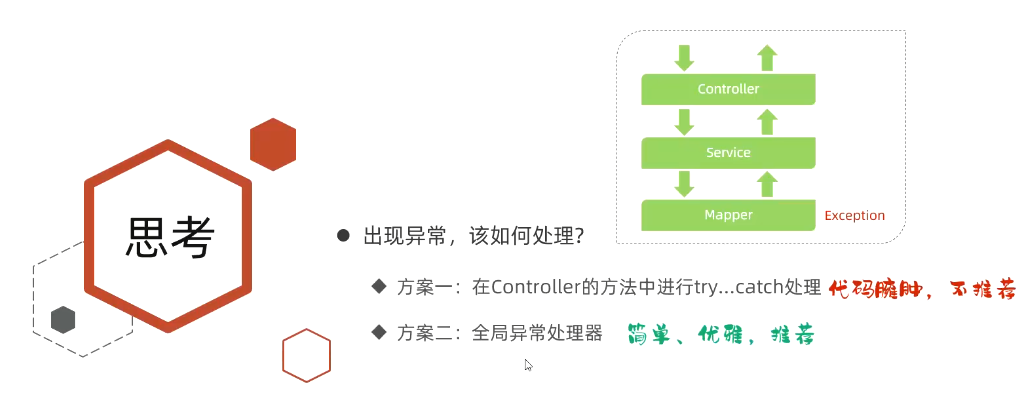 Controller
Service
Mapper
Exception
思考
出现异常，该如何处理?
方案一：在Controller的方法中进行try...catch处理 代码臃肿，不推荐
方案二：全局异常处理器 简单、优雅，推荐